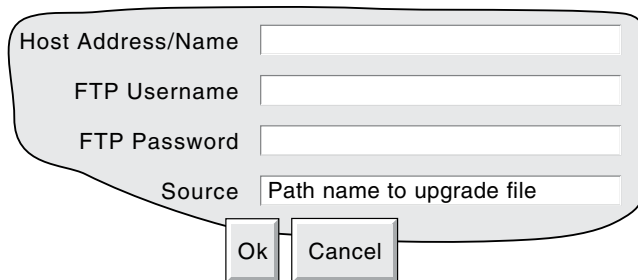 Host Address/Name
FTP Username
FTP Password
Source Path name to upgrade file
Ok Cancel